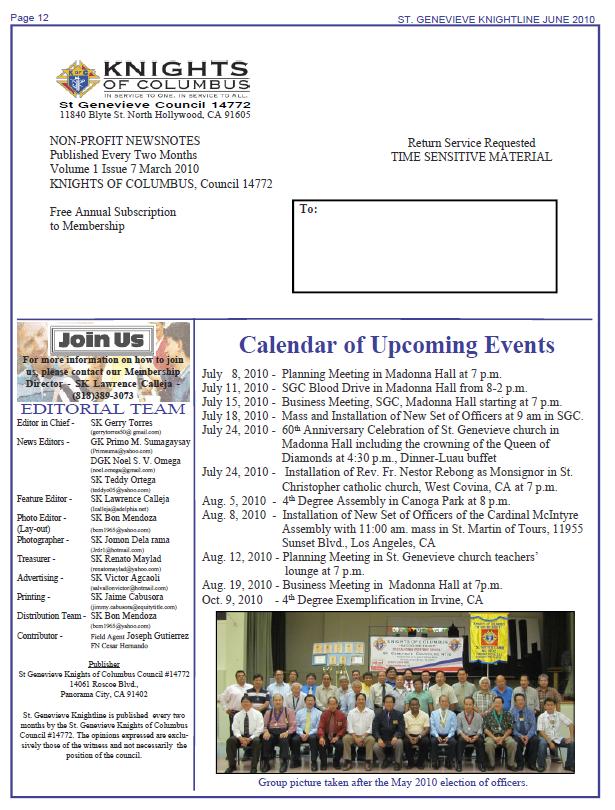 Page 12
ST. GENEVIEVE KNIGHTLINE JUNE 2010
K OF C
KNIGHTS
OF COLUMBUS
IN SERVICE TO ONE. IN SERVICE TO ALL.
St Genevieve Council 14772
11840 Blyte St. North Hollywood, CA 91605
NON-PROFIT NEWSNOTES
Published Every Two Months
Volume 1 Issue 7 March 2010
KNIGHTS OF COLUMBUS, Council 14772
Free Annual Subscription
to Membership
Return Service Requested
TIME SENSITIVE MATERIAL
To:
Join Us
For more information on how to join
us, please contact our Membership
Director - SK Lawrence Calleja -
(818)389-3073
EDITORIAL TEAM
Editor in Chief - SK Gerry Torres
(gerrytorres50@gmail.com)
News Editors - GK Primo M. Sumagaysay
(Primsuma@yahoo.com)
DGK Noel S. V. Omega
(noel.omega@gmail.com)
SK Teddy Ortega
(teddyo05@yahoo.com)
Feature Editor - SK Lawrence Calleja
(lcalleja@adelphia.net)
Photo Editor - SK Bon Mendoza
(Lay-out) (bom1965@yahoo.com)
Photographer - SK Jomon Dela rama
(Jrdr1@hotmail.com)
Treasurer - SK Renato Maylad
(renatomaylad@yahoo.com)
Advertising - SK Victor Agcaoli
(salvallonvictor@hotmail.com)
Printing - SK Jaime Cabusora
(jimmy.cabusora@equitytitle.com)
Distribution Team - SK Bon Mendoza
(bom1965@yahoo.com)
Contributor - Field Agent Joseph Gutierrez
FN Cesar Hernando
Publisher
St Genevieve Knights of Columbus Council #14772
14061 Roscoe Blvd.,
Panorama City, CA 91402
St. Genevieve Knightline is published every two
months by the St. Genevieve Knights of Columbus
Council #14772. The opinions expressed are exclu-
sively those of the witness and not necessarily the
position of the council.
Calendar of Upcoming Events
July 8, 2010 - Planning Meeting in Madonna Hall at 7 p.m.
July 11, 2010 - SGC Blood Drive in Madonna Hall from 8-2 p.m.
July 15, 2010 - Business Meeting, SGC, Madonna Hall starting at 7 p.m.
July 18, 2010 - Mass and Installation of New Set of Officers at 9 am in SGC.
July 24, 2010 - 60th Anniversary Celebration of St. Genevieve church in
Madonna Hall including the crowning of the Queen of
Diamonds at 4:30 p.m., Dinner-Luau buffet
July 24, 2010 - Installation of Rev. Fr. Nestor Rebong as Monsignor in St.
Christopher catholic church, West Covina, CA at 7 p.m.
Aug. 5, 2010 - 4th Degree Assembly in Canoga Park at 8 p.m.
Aug. 8, 2010 - Installation of New Set of Officers of the Cardinal McIntyre
Assembly with 11:00 am. mass in St. Martin of Tours, 11955
Sunset Blvd., Los Angeles, CA
Aug. 12, 2010 - Planning Meeting in St. Genevieve church teachers'
lounge at 7 p.m.
Aug. 19, 2010 - Business Meeting in Madonna Hall at 7p.m.
Oct. 9, 2010 - 4th Degree Exemplification in Irvine, CA
KNIGHTS OF COLUMBUS
Group picture taken after the May 2010 election of officers.